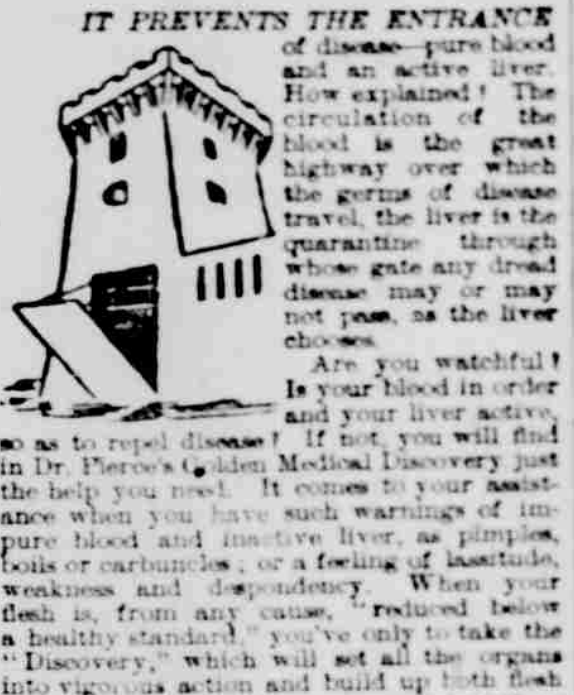 IT PREVENTS THE ENTRANCE
of disease—pure blood
and an active liver.
How explained? The
circulation of the
blood is the great
highway over which
the germs of disease
travel, the liver is the
quarantine through
whose gate any dread
disease may or may
not pass, as the liver
chooses.
Are you watchful?
Is your blood in order
and your liver active,
so as to repel disease? If not, you will find
in Dr. Pierce's Golden Medical Discovery just
the help you need. It comes to your assist-
ance when you have such warnings of im-
pure blood and inactive liver, as pimples,
boils or carbuncles; or a feeling of lassitude,
weakness and despondency. When your
flesh is, from any cause, "reduced below
a healthy standard," you've only to take the
"Discovery," which will set all the organs
into vigorous action and build up both flesh